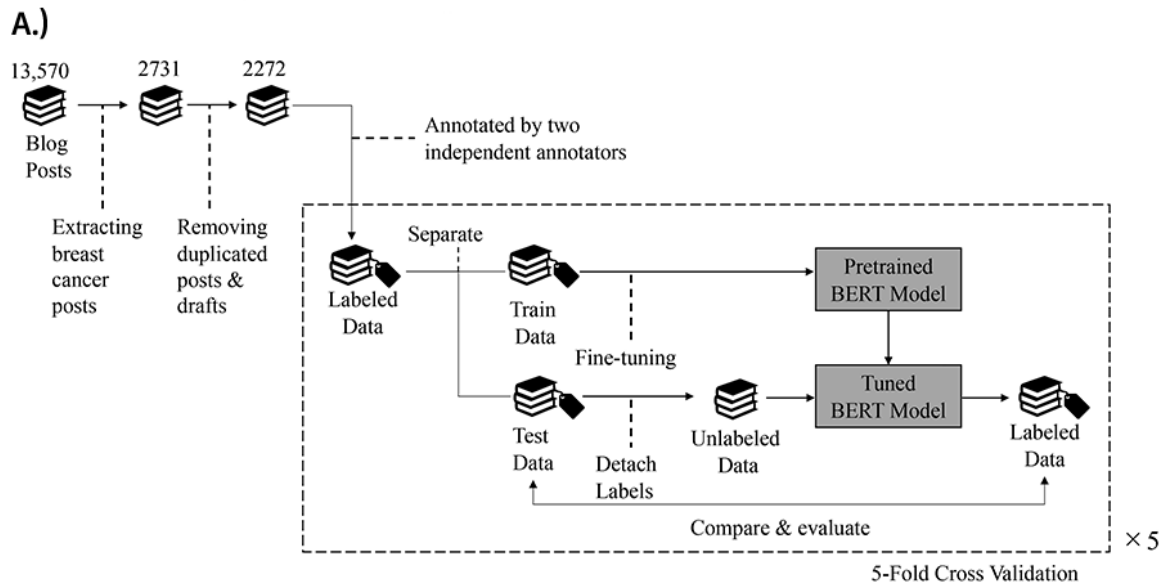 A.)
13,570
2731
2272
Blog
Posts
Extracting
breast
cancer
posts
Removing
duplicated
posts &
drafts
Annotated by two
independent annotators
Separate
Labeled
Data
Train
Data
Fine-tuning
Pretrained
BERT Model
Test
Data
Detach
Labels
Unlabeled
Data
Tuned
BERT Model
Labeled
Data
Compare & evaluate
× 5
5-Fold Cross Validation